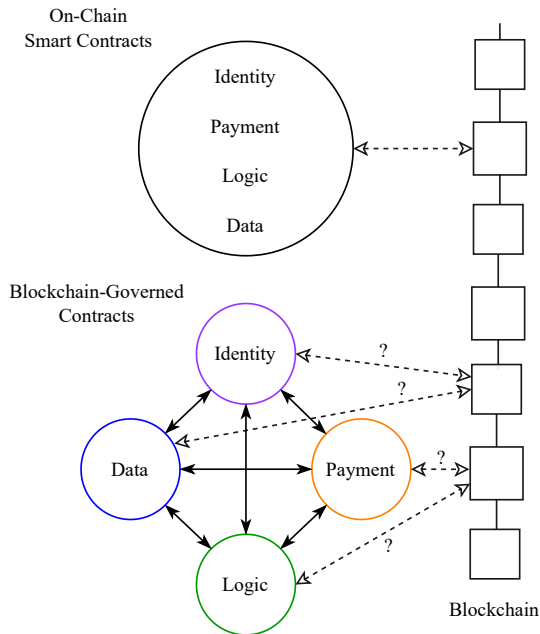 On-Chain
Smart Contracts
Identity
Payment
Logic
Data
Blockchain-Governed
Contracts
Identity
?
?
Data
Payment
?
?
Logic
Blockchain